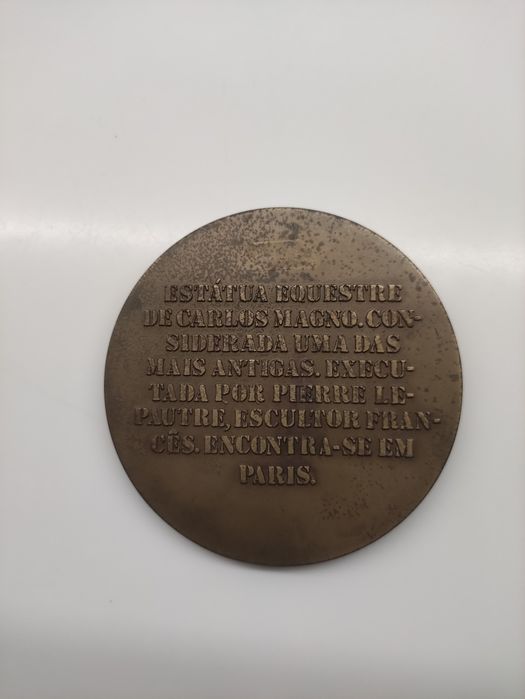 ESTÁTUA EQUESTRE
DE CARLOS MAGNO. CON-
SIDERADA UMA DAS
MAIS ANTIGAS. EXECU-
TADA POR PIERRE LE-
PAUTRE, ESCULTOR FRAN-
CÊS. ENCONTRA-SE EM
PARIS.